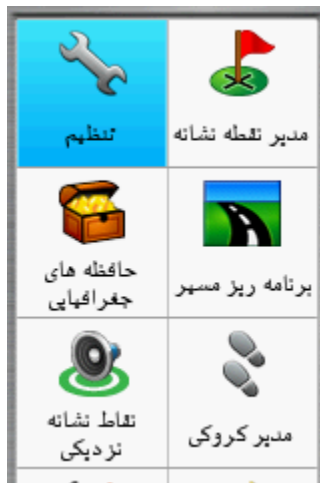 مدیر نقطه نشانه
تنظیم
برنامه ریز مسیر
حافظه های
جغرافیایی
مدیر کروکی
نقاط نشانه
نزدیکی